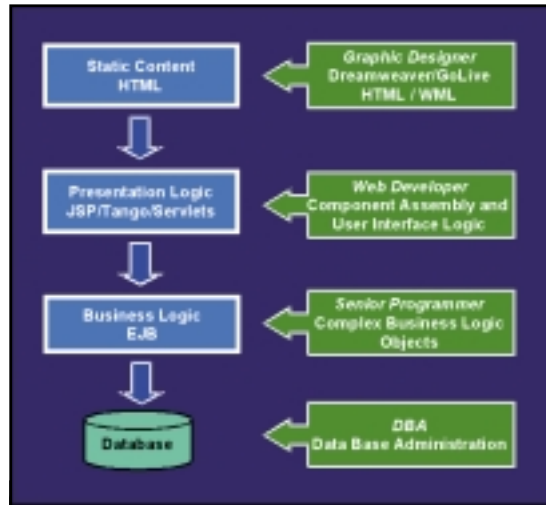 Static Content
HTML
Graphic Designer
Dreamweaver/GoLive
HTML / WML
Presentation Logic
JSP/Tango/Servlets
Web Developer
Component Assembly and
User Interface Logic
Business Logic
EJB
Senior Programmer
Complex Business Logic
Objects
Database
DBA
Data Base Administration